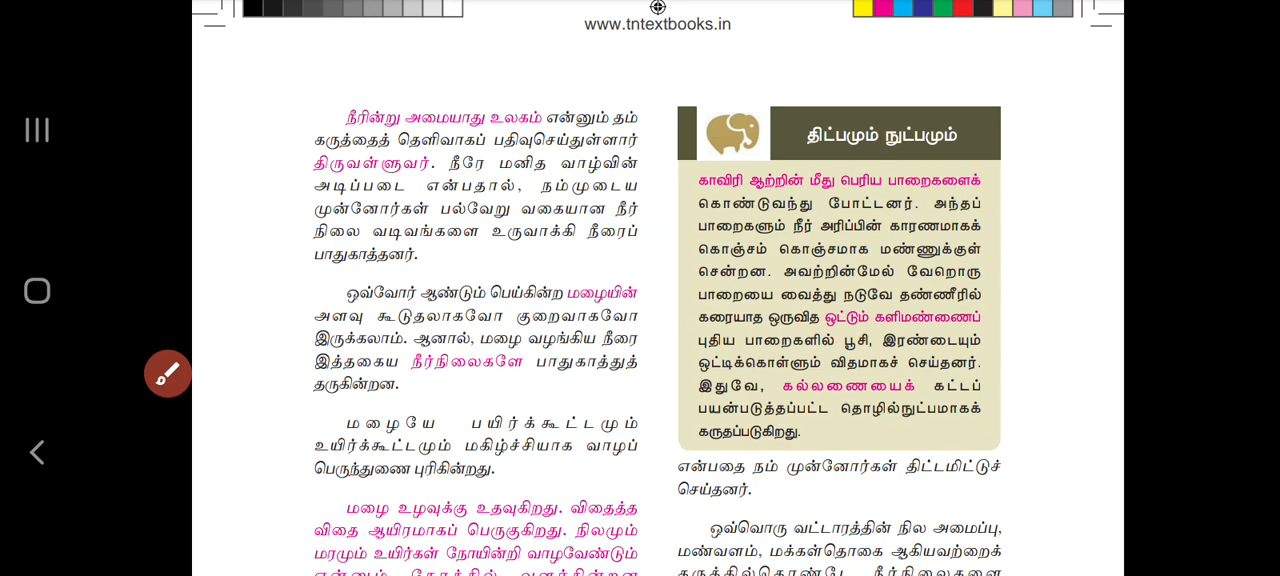 www.tntextbooks.in
நீரின்று அமையாது உலகம் என்னும் தம்
கருத்தைத் தெளிவாகப் பதிவுசெய்துள்ளார்
திருவள்ளுவர். நீரே மனித வாழ்வின்
அடிப்படை என்பதால், நம்முடைய
முன்னோர்கள் பல்வேறு வகையான நீர்
நிலை வடிவங்களை உருவாக்கி நீரைப்
பாதுகாத்தனர்.
ஒவ்வோர் ஆண்டும் பெய்கின்ற மழையின்
அளவு கூடுதலாகவோ குறைவாகவோ
இருக்கலாம். ஆனால், மழை வழங்கிய நீரை
இத்தகைய நீர்நிலைகளே பாதுகாத்துத்
தருகின்றன.
மழையே பயிர்க்கூட்டமும்
உயிர்க்கூட்டமும் மகிழ்ச்சியாக வாழப்
பெருந்துணை புரிகின்றது.
மழை உழவுக்கு உதவுகிறது. விதைத்த
விதை ஆயிரமாகப் பெருகுகிறது. நிலமும்
மரமும் உயிர்கள் நோயின்றி வாழவேண்டும்
என்னும் நோக்கில் வளர்கின்றன
திட்பமும் நுட்பமும்
காவிரி ஆற்றின் மீது பெரிய பாறைகளைக்
கொண்டுவந்து போட்டனர். அந்தப்
பாறைகளும் நீர் அரிப்பின் காரணமாகக்
கொஞ்சம் கொஞ்சமாக மண்ணுக்குள்
சென்றன. அவற்றின்மேல் வேறொரு
பாறையை வைத்து நடுவே தண்ணீரில்
கரையாத ஒருவித ஒட்டும் களிமண்ணைப்
புதிய பாறைகளில் பூசி, இரண்டையும்
ஒட்டிக்கொள்ளும் விதமாகச் செய்தனர்.
இதுவே, கல்லணையைக் கட்டப்
பயன்படுத்தப்பட்ட தொழில்நுட்பமாகக்
கருதப்படுகிறது.
என்பதை நம் முன்னோர்கள் திட்டமிட்டுச்
செய்தனர்.
ஒவ்வொரு வட்டாரத்தின் நில அமைப்பு,
மண்வளம், மக்கள்தொகை ஆகியவற்றைக்
கருத்தில்கொண்டே நீர்நிலைகளை